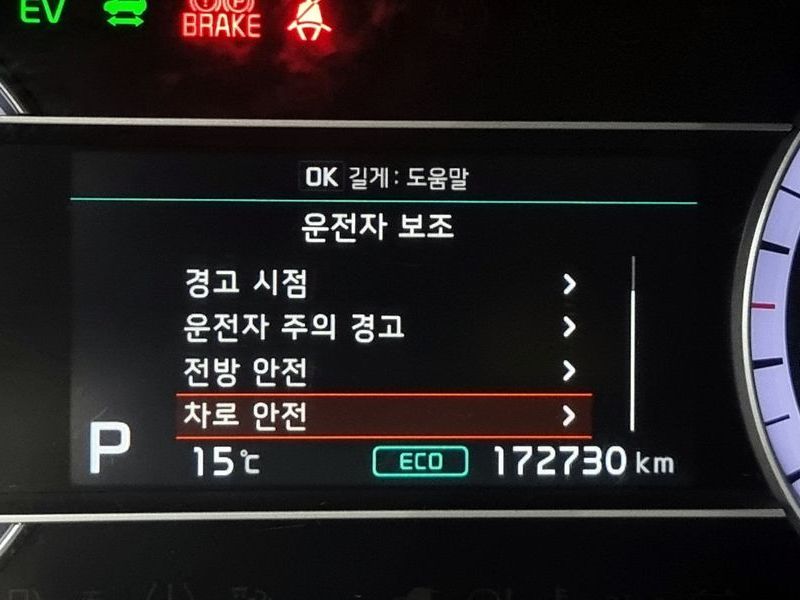 EV
BRAKE
OK 길게 : 도움말
운전자 보조
경고 시점
운전자 주의 경고
전방 안전
차로 안전
P
15℃ ECO 172730 km